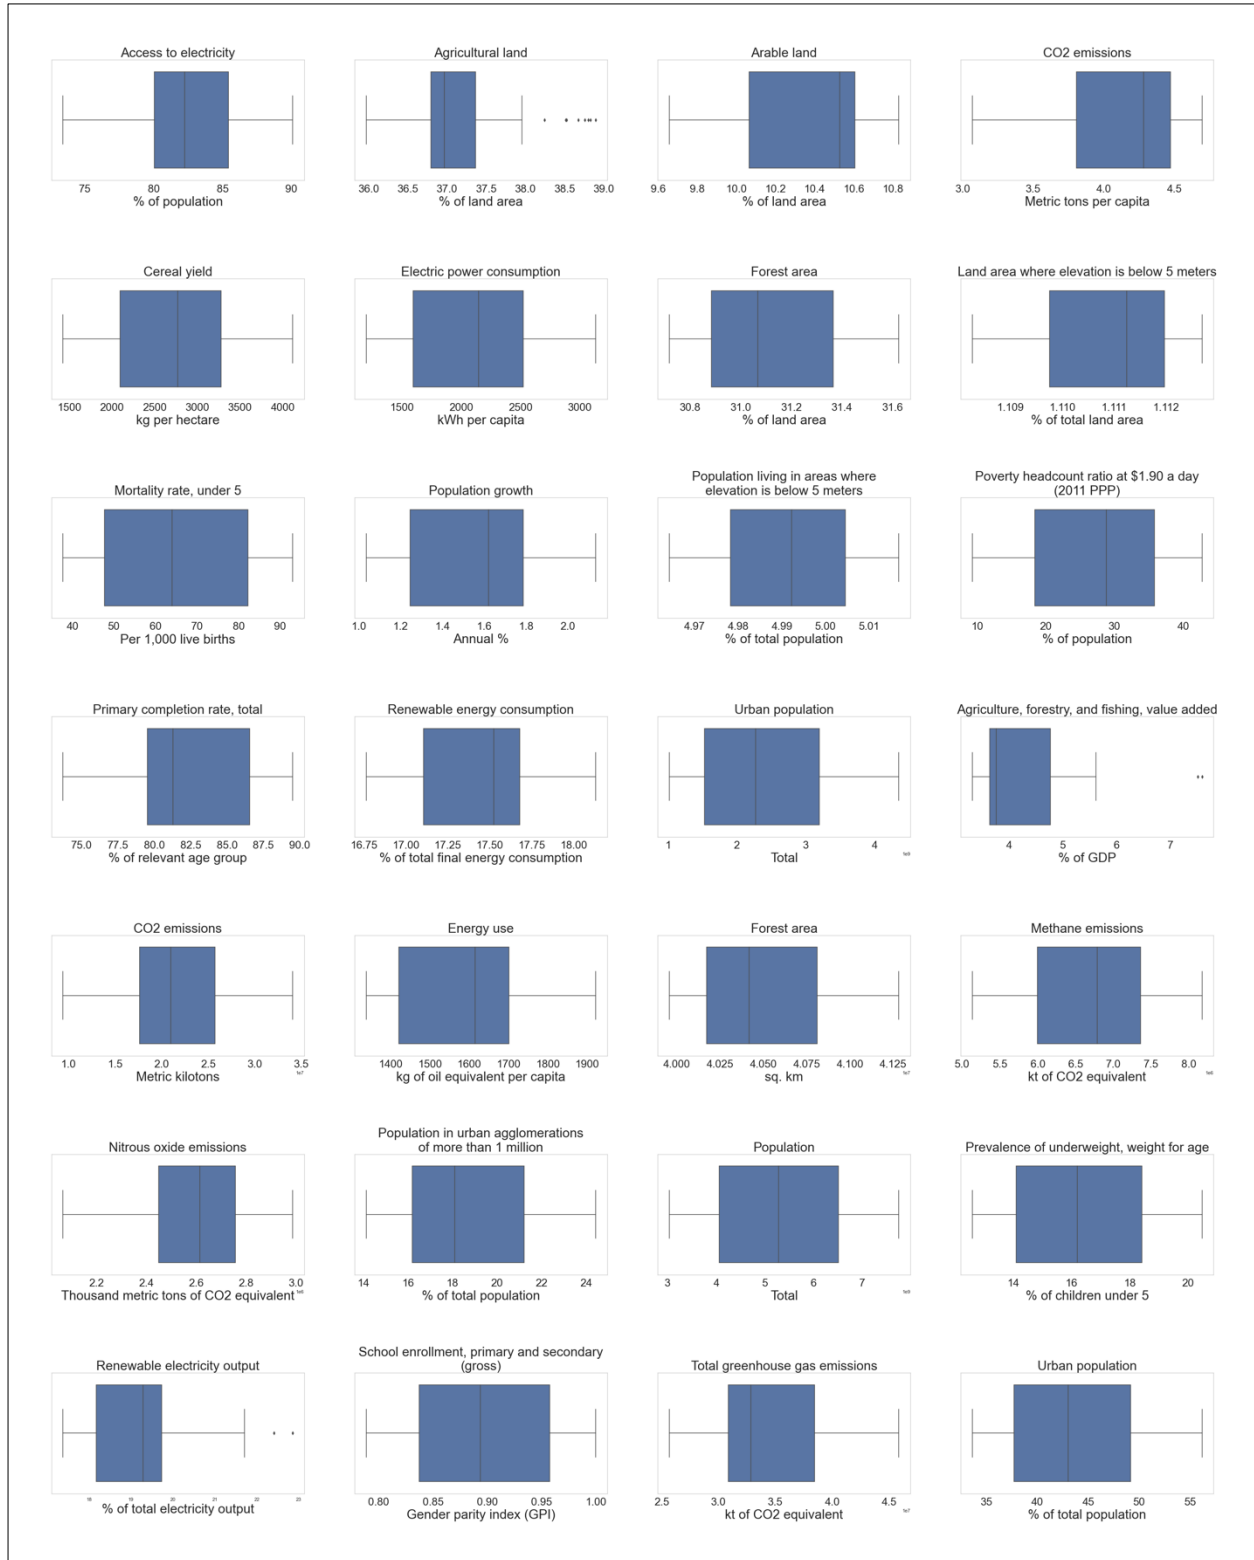 Access to electricity
75 80 85 90
% of population
Agricultural land
36.0 36.5 37.0 37.5 38.0 38.5 39.0
% of land area
Arable land
9.6 9.8 10.0 10.2 10.4 10.6 10.8
% of land area
CO2 emissions
3.0 3.5 4.0 4.5
Metric tons per capita
Cereal yield
1500 2000 2500 3000 3500 4000
kg per hectare
Electric power consumption
1500 2000 2500 3000
kWh per capita
Forest area
30.8 31.0 31.2 31.4 31.6
% of land area
Land area where elevation is below 5 meters
1.109 1.110 1.111 1.112
% of total land area
Mortality rate, under 5
40 50 60 70 80 90
Per 1,000 live births
Population growth
1.0 1.2 1.4 1.6 1.8 2.0
Annual %
Population living in areas where
elevation is below 5 meters
4.97 4.98 4.99 5.00 5.01
% of total population
Poverty headcount ratio at $1.90 a day
(2011 PPP)
10 20 30 40
% of population
Primary completion rate, total
75.0 77.5 80.0 82.5 85.0 87.5 90.0
% of relevant age group
Renewable energy consumption
16.75 17.00 17.25 17.50 17.75 18.00
% of total final energy consumption
Urban population
1 2 3 4
1e9
Total
Agriculture, forestry, and fishing, value added
4 5 6 7
% of GDP
CO2 emissions
1.0 1.5 2.0 2.5 3.0 3.5
1e7
Metric kilotons
Energy use
1400 1500 1600 1700 1800 1900
kg of oil equivalent per capita
Forest area
4.000 4.025 4.050 4.075 4.100 4.125
1e7
sq. km
Methane emissions
5.0 5.5 6.0 6.5 7.0 7.5 8.0
1e6
kt of CO2 equivalent
Nitrous oxide emissions
2.2 2.4 2.6 2.8 3.0
1e6
Thousand metric tons of CO2 equivalent
Population in urban agglomerations
of more than 1 million
14 16 18 20 22 24
% of total population
Population
3 4 5 6 7
1e9
Total
Prevalence of underweight, weight for age
14 16 18 20
% of children under 5
Renewable electricity output
18 19 20 21 22 23
% of total electricity output
School enrollment, primary and secondary
(gross)
0.80 0.85 0.90 0.95 1.00
Gender parity index (GPI)
Total greenhouse gas emissions
2.5 3.0 3.5 4.0 4.5
1e7
kt of CO2 equivalent
Urban population
35 40 45 50 55
% of total population